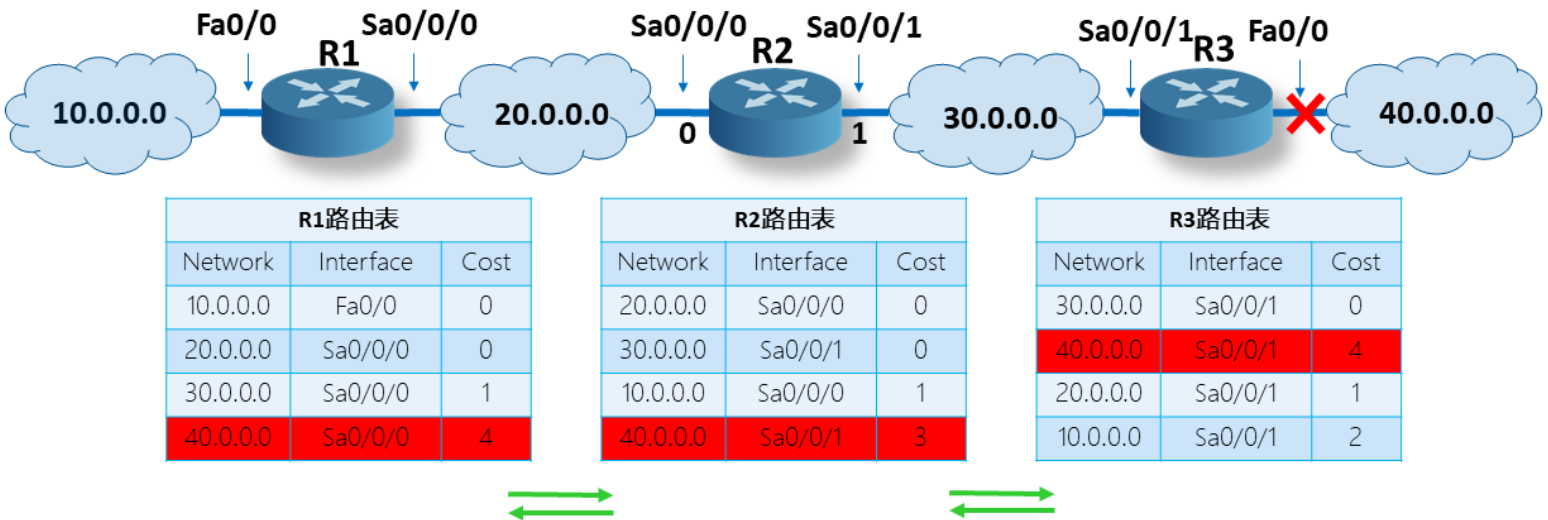 Fa0/0 Sa0/0/0 Sa0/0/0 Sa0/0/1 Sa0/0/1 Fa0/0
R1 R2 R3
10.0.0.0 20.0.0.0 30.0.0.0 40.0.0.0
0 1
R1路由表
Network Interface Cost
10.0.0.0 Fa0/0 0
20.0.0.0 Sa0/0/0 0
30.0.0.0 Sa0/0/0 1
40.0.0.0 Sa0/0/0 4
R2路由表
Network Interface Cost
20.0.0.0 Sa0/0/0 0
30.0.0.0 Sa0/0/1 0
10.0.0.0 Sa0/0/0 1
40.0.0.0 Sa0/0/1 3
R3路由表
Network Interface Cost
30.0.0.0 Sa0/0/1 0
40.0.0.0 Sa0/0/1 4
20.0.0.0 Sa0/0/1 1
10.0.0.0 Sa0/0/1 2